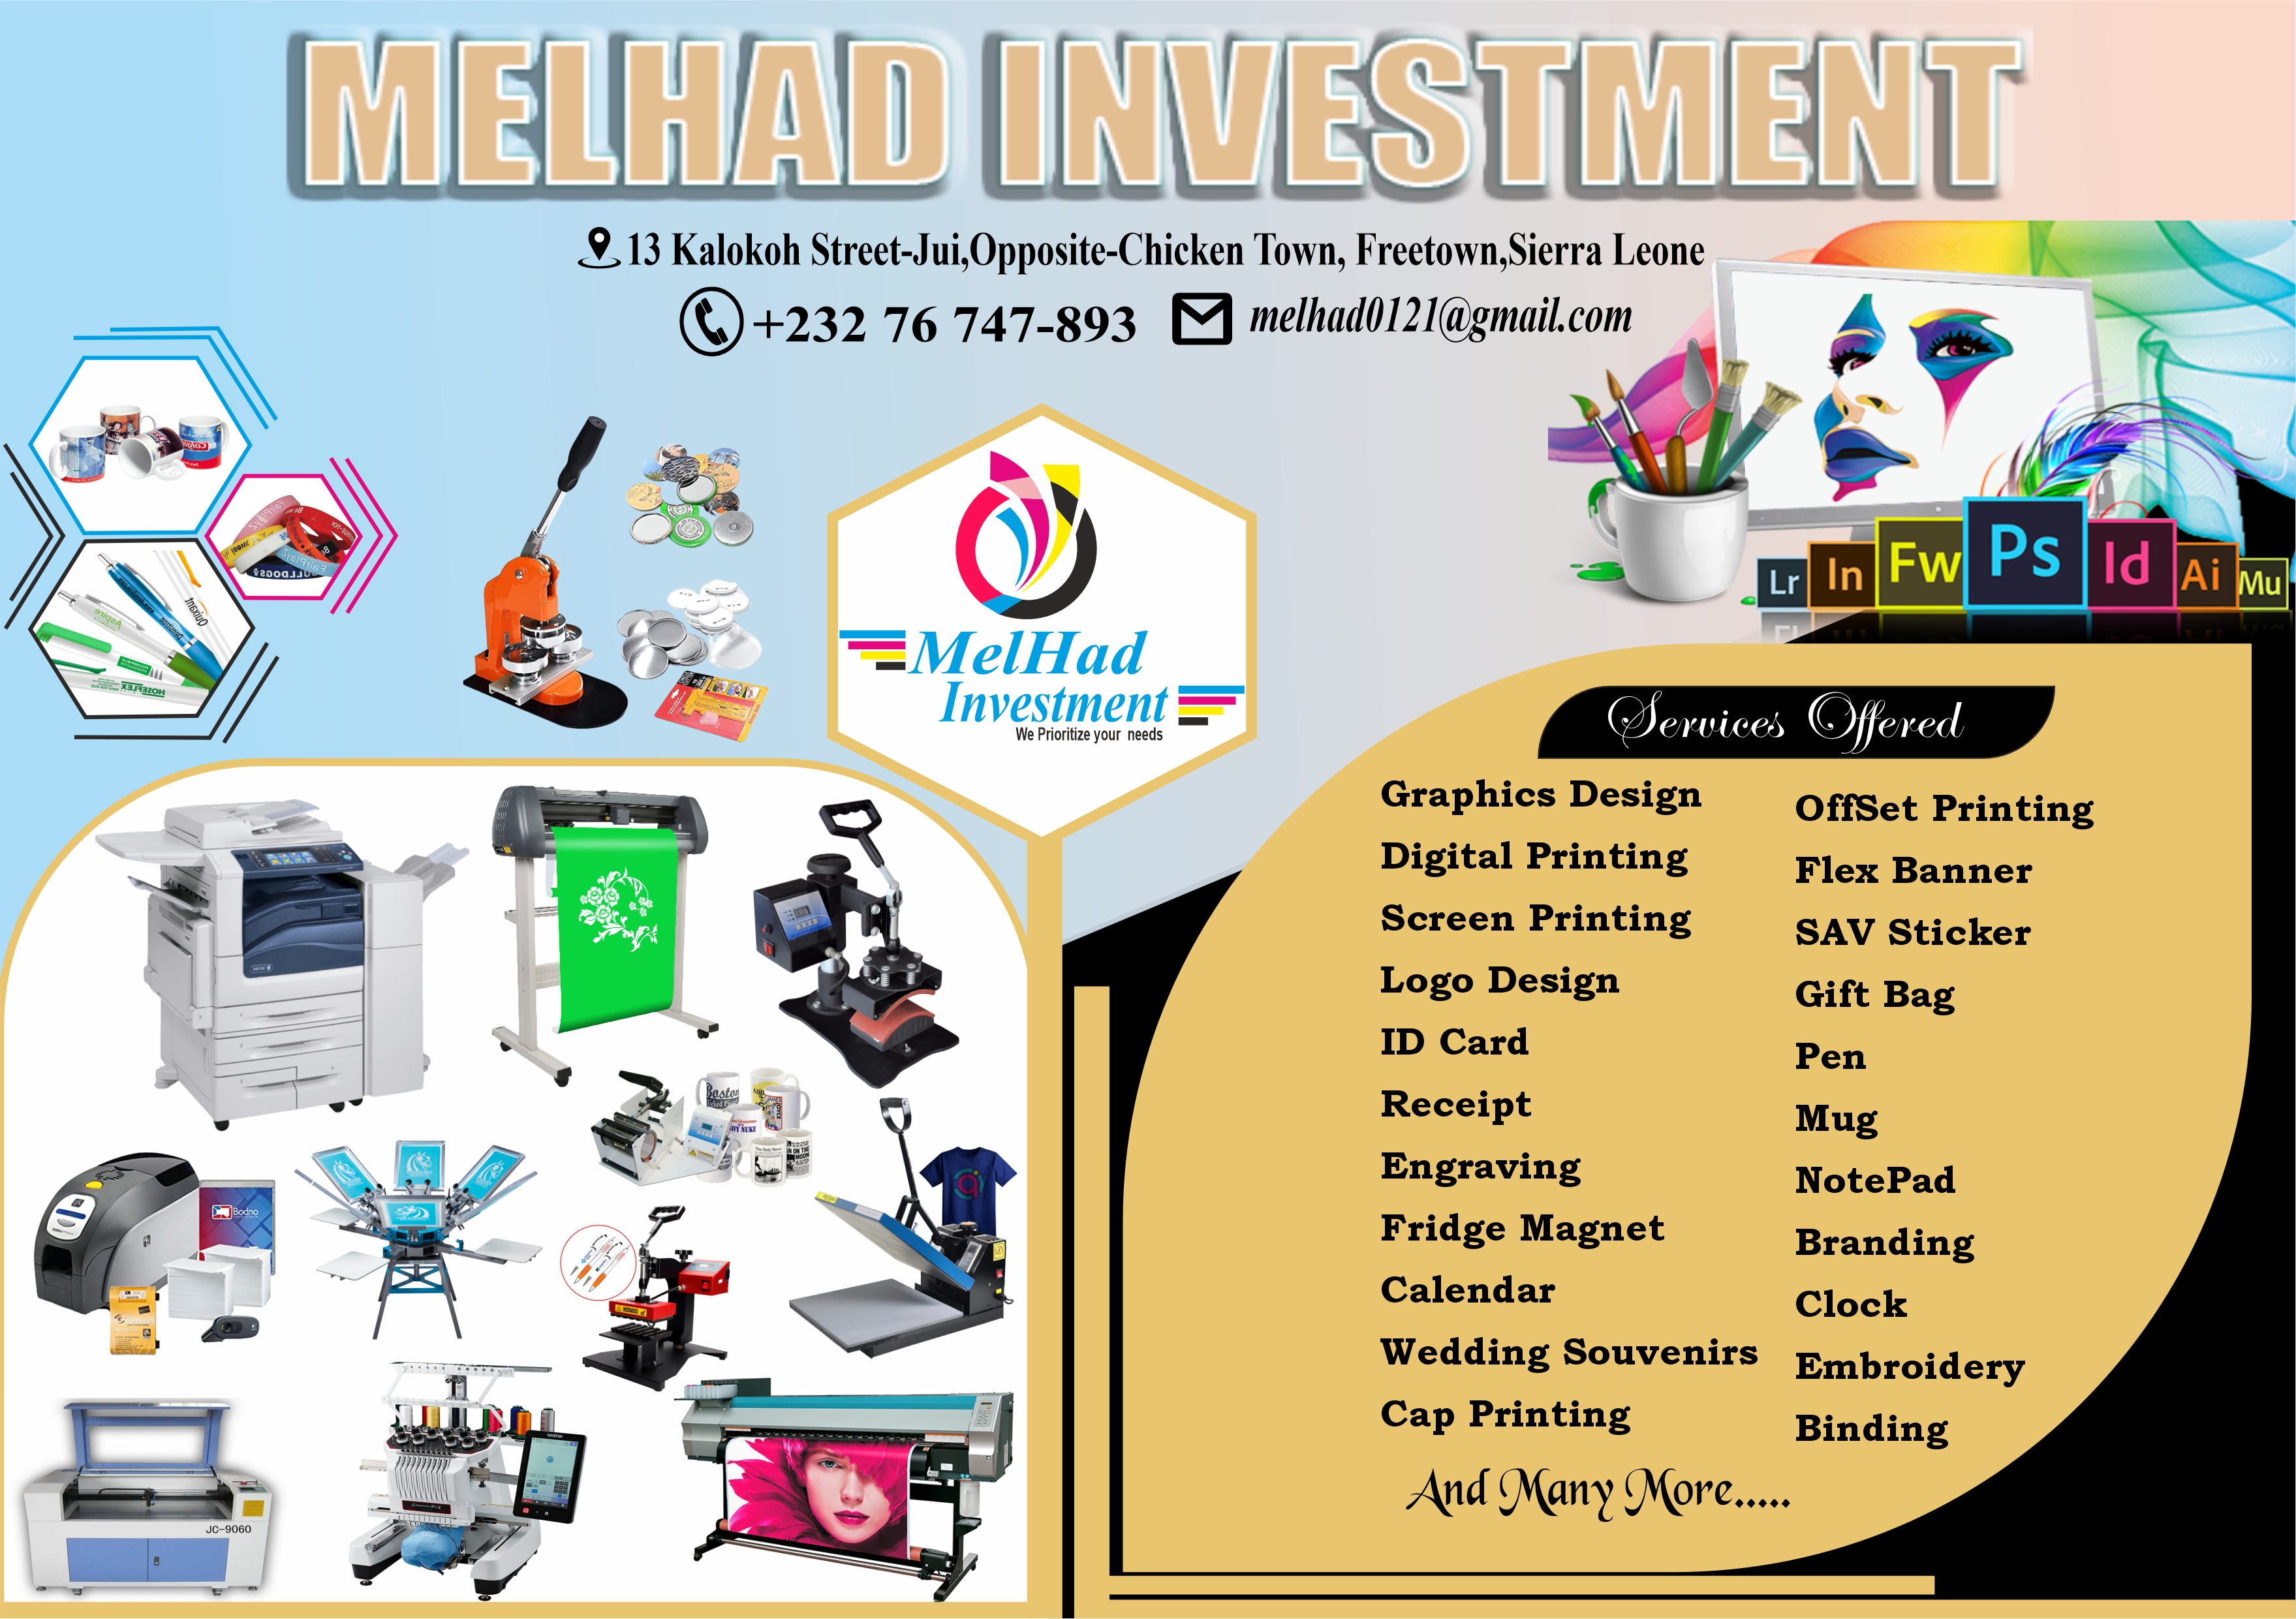 MELHAD INVESTMENT
13 Kalokoh Street-Jui,Opposite-Chicken Town, Freetown,Sierra Leone
+232 76 747-893
melhad0121@gmail.com
MelHad
Investment
We Prioritize your needs
Lr
In
Fw
Ps
Id
Ai
Mu
Services Offered
Graphics Design
Digital Printing
Screen Printing
Logo Design
ID Card
Receipt
Engraving
Fridge Magnet
Calendar
Wedding Souvenirs
Cap Printing
OffSet Printing
Flex Banner
SAV Sticker
Gift Bag
Pen
Mug
NotePad
Branding
Clock
Embroidery
Binding
And Many More.....
Boston
Bodno
brother
JC-9060